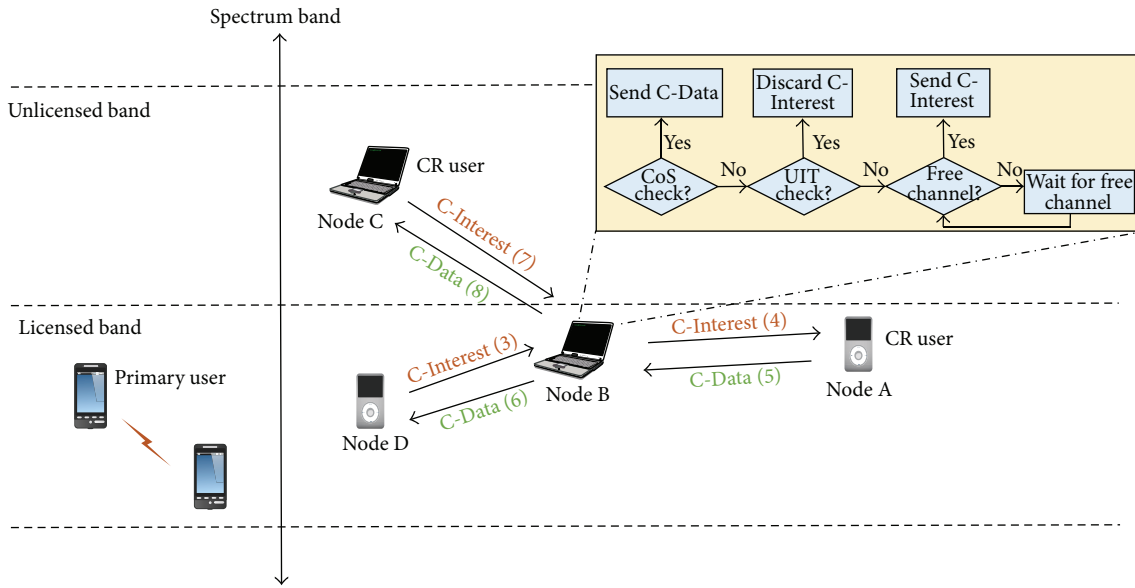 Spectrum band
Unlicensed band
Send C-Data
Discard C-
Interest
Send C-
Interest
Yes
Yes
Yes
CoS
check?
No
UIT
check?
No
Free
channel?
No
Wait for free
channel
CR user
Node C
C-Interest (7)
C-Data (8)
Licensed band
Primary user
C-Interest (3)
C-Data (6)
Node D
Node B
C-Interest (4)
C-Data (5)
CR user
Node A